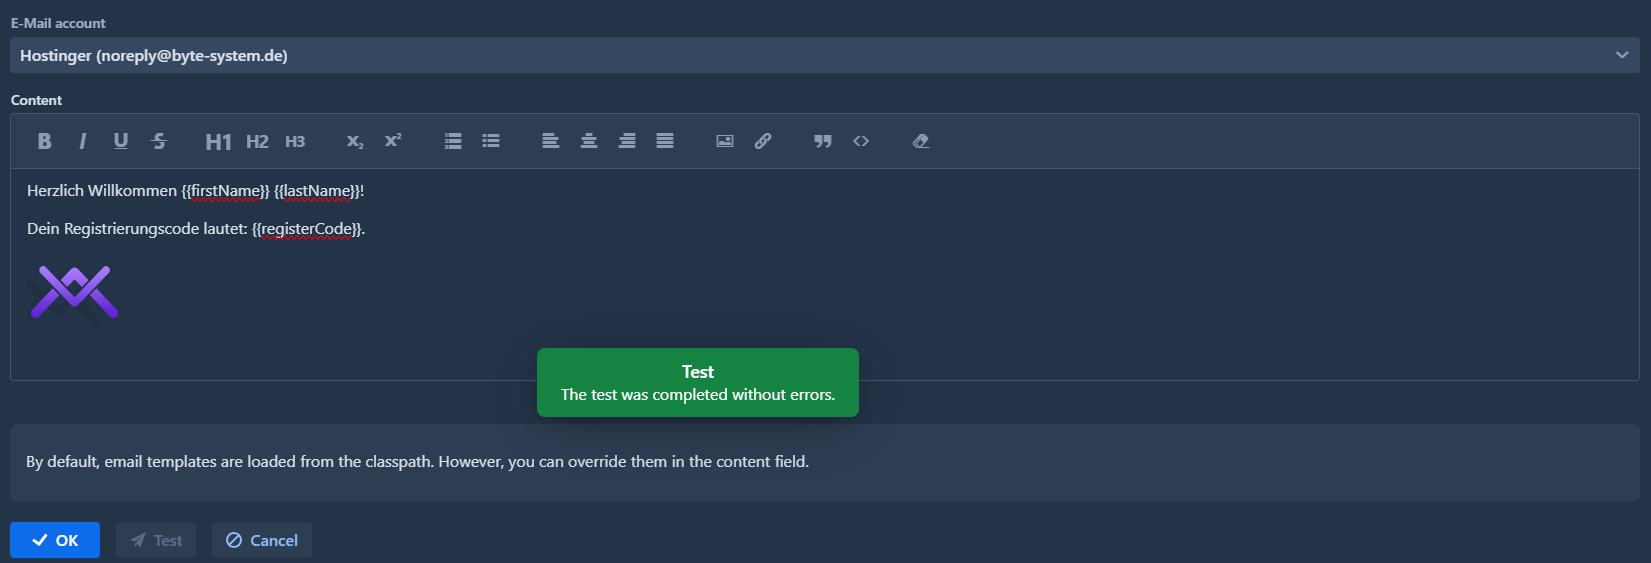 E-Mail account
Hostinger (noreply@byte-system.de)
Content
B I U S H1 H2 H3 x₂ x²
Herzlich Willkommen {{firstName}} {{lastName}}!
Dein Registrierungscode lautet: {{registerCode}}.
Test
The test was completed without errors.
By default, email templates are loaded from the classpath. However, you can override them in the content field.
OK Test Cancel